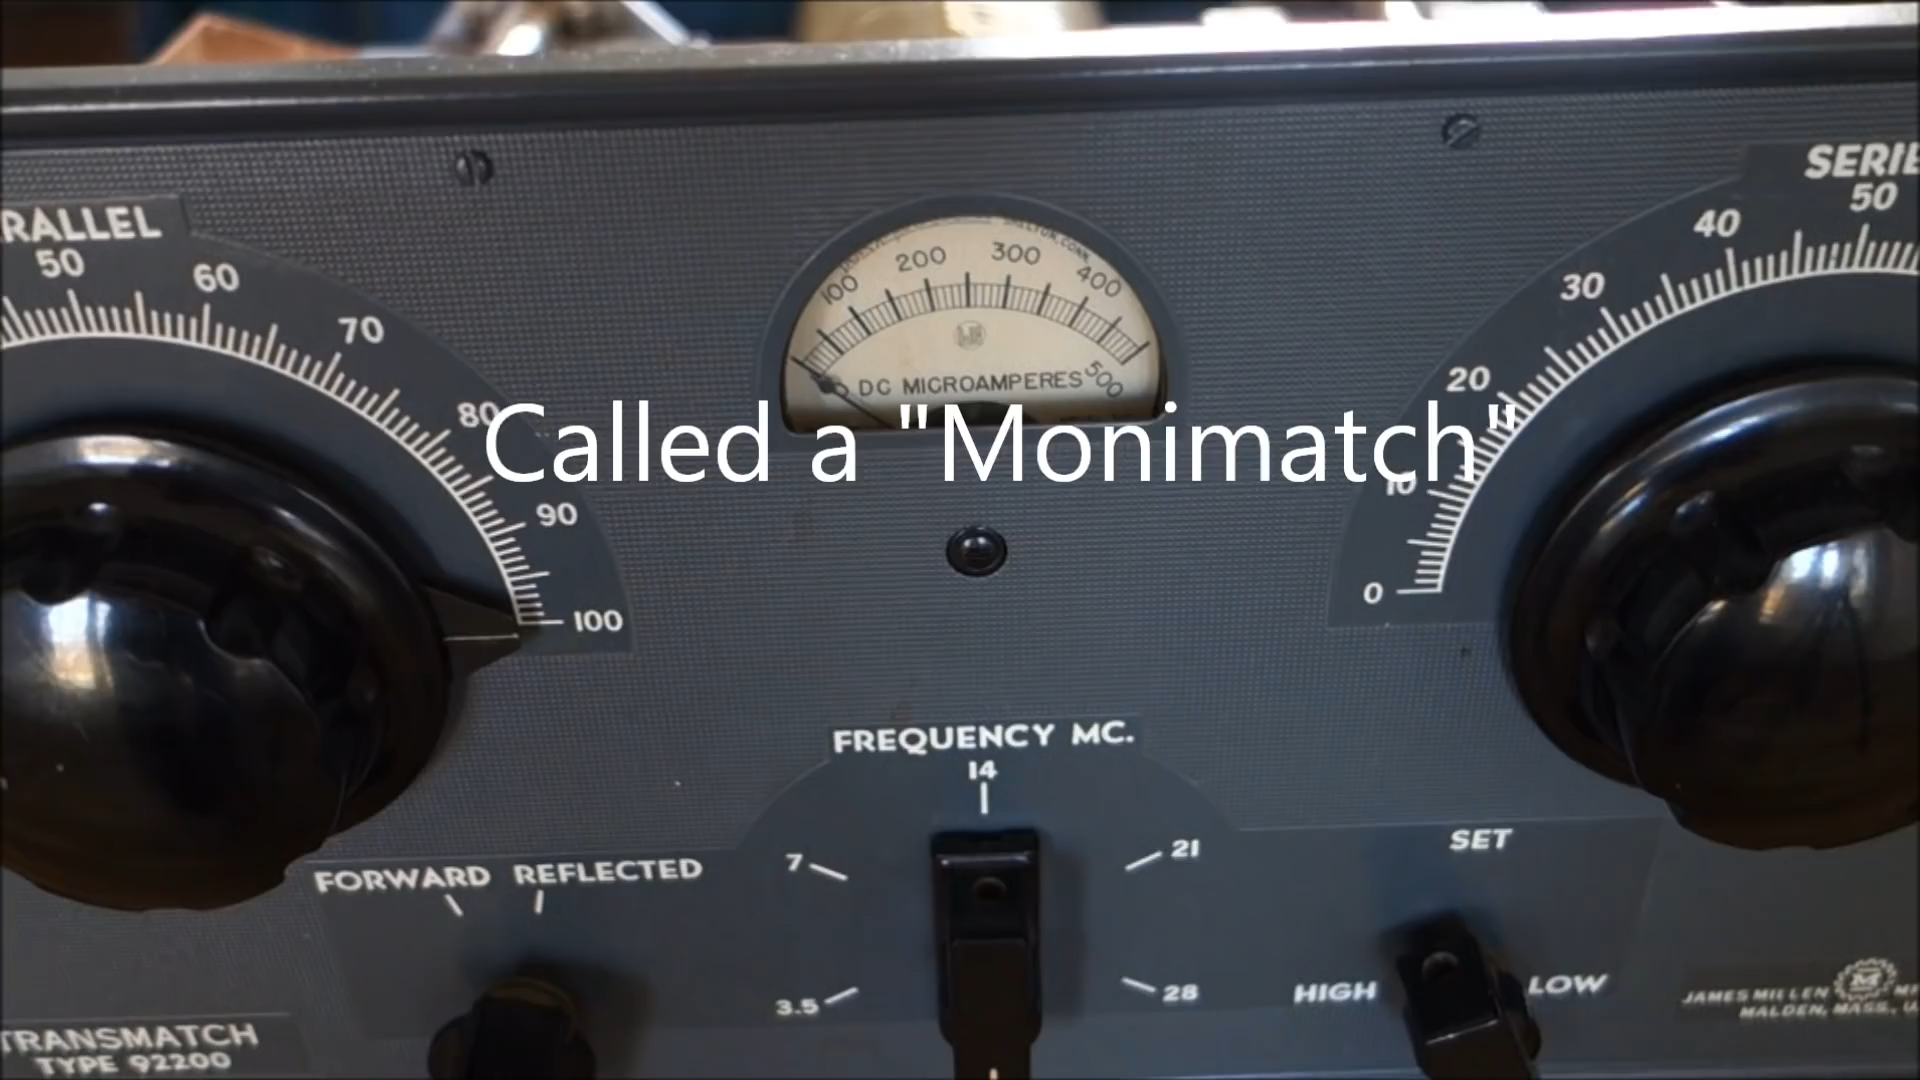 RALLEL
50
60
70
80
90
100
100 200 300 400 500
DC MICROAMPERES
SERIE
50
40
30
20
10
0
Called a "Monimatch"
FREQUENCY MC.
14
7
21
3.5
28
FORWARD REFLECTED
SET
HIGH
LOW
TRANSMATCH
TYPE 92200
JAMES MILLEN M
MALDEN, MASS.,